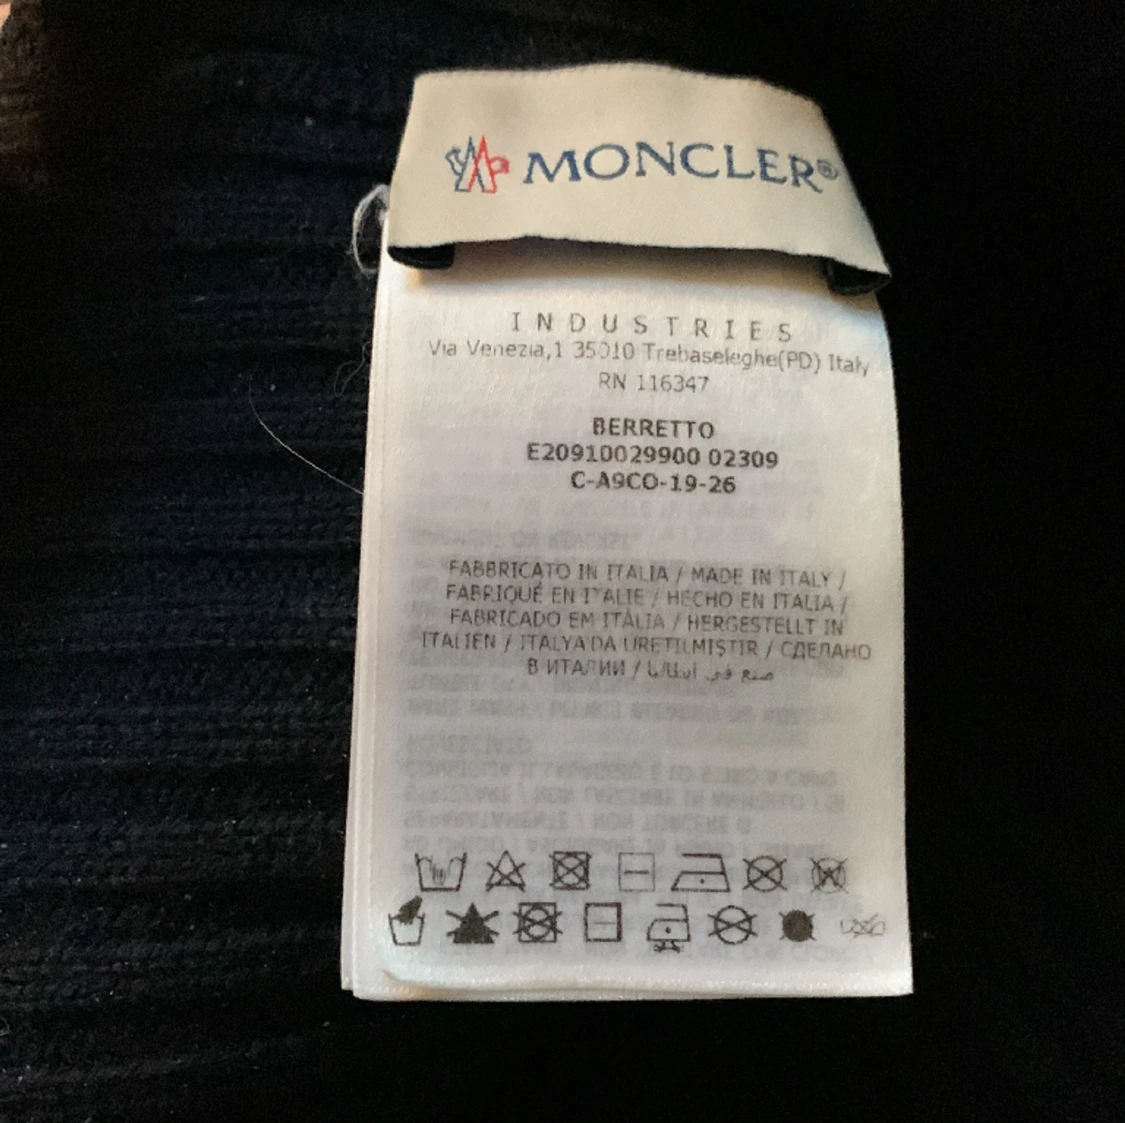 MONCLER®
INDUSTRIES
Via Venezia,1 35010 Trebaseleghe(PD) Italy
RN 116347
BERRETTO
E20910029900 02309
C-A9CO-19-26
FABBRICATO IN ITALIA / MADE IN ITALY /
FABRIQUÉ EN ITALIE / HECHO EN ITALIA /
FABRICADO EM ITÁLIA / HERGESTELLT IN
ITALIEN / ITALYA'DA URETILMIŞTIR / СДЕЛАНО
В ИТАЛИИ / صنع في ايطاليا